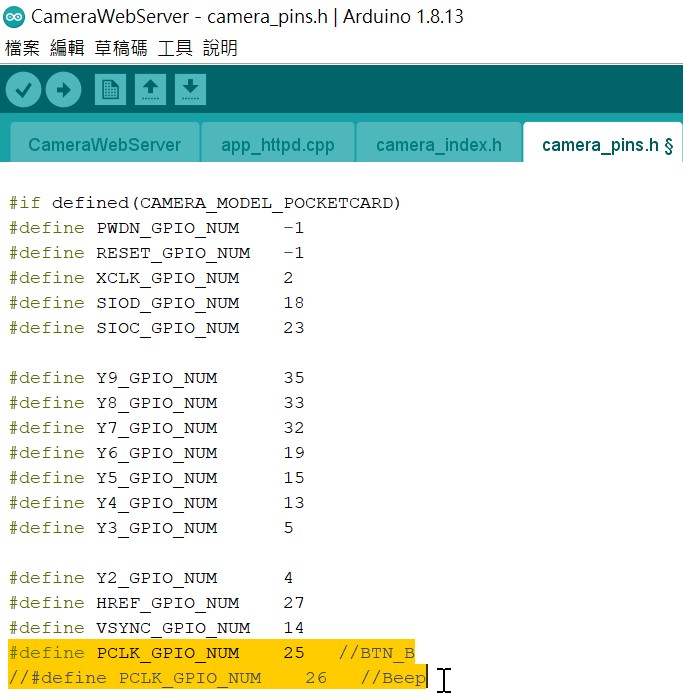 CameraWebServer - camera_pins.h | Arduino 1.8.13
檔案 編輯 草稿碼 工具 說明
CameraWebServer app_httpd.cpp camera_index.h camera_pins.h §
#if defined(CAMERA_MODEL_POCKETCARD)
#define PWDN_GPIO_NUM    -1
#define RESET_GPIO_NUM   -1
#define XCLK_GPIO_NUM    2
#define SIOD_GPIO_NUM    18
#define SIOC_GPIO_NUM    23
#define Y9_GPIO_NUM      35
#define Y8_GPIO_NUM      33
#define Y7_GPIO_NUM      32
#define Y6_GPIO_NUM      19
#define Y5_GPIO_NUM      15
#define Y4_GPIO_NUM      13
#define Y3_GPIO_NUM      5
#define Y2_GPIO_NUM      4
#define HREF_GPIO_NUM    27
#define VSYNC_GPIO_NUM   14
#define PCLK_GPIO_NUM    25   //BTN_B
//#define PCLK_GPIO_NUM    26   //Beep